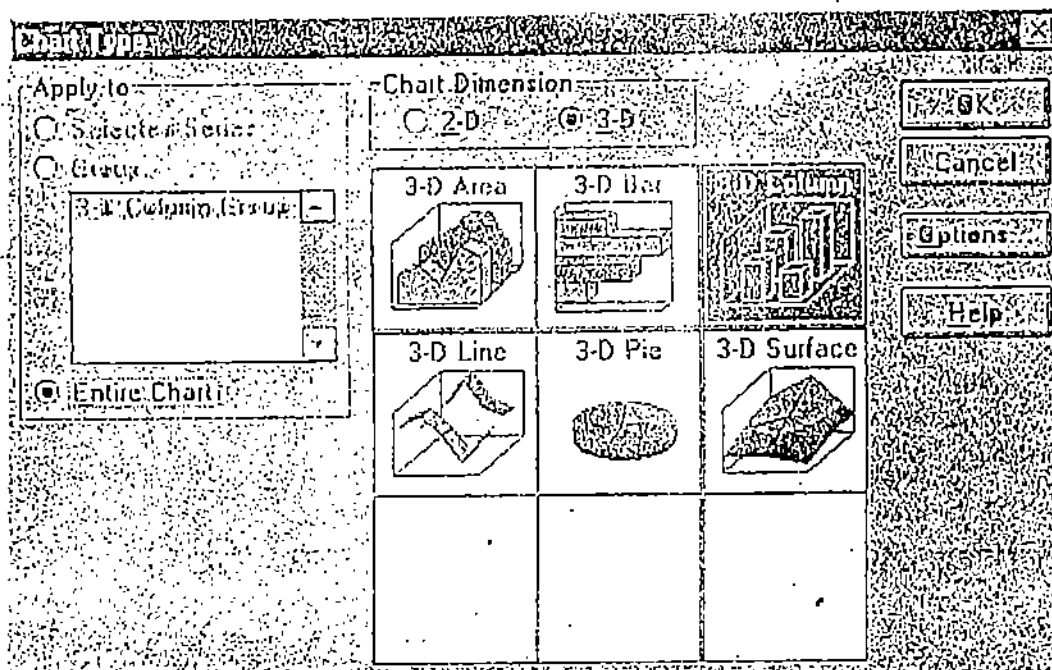 Chart Type
Apply to
Selected Series
Group
3-D Column Group
Entire Chart
Chart Dimension
2-D
3-D
3-D Area
3-D Bar
3-D Column
3-D Line
3-D Pie
3-D Surface
OK
Cancel
Options...
Help